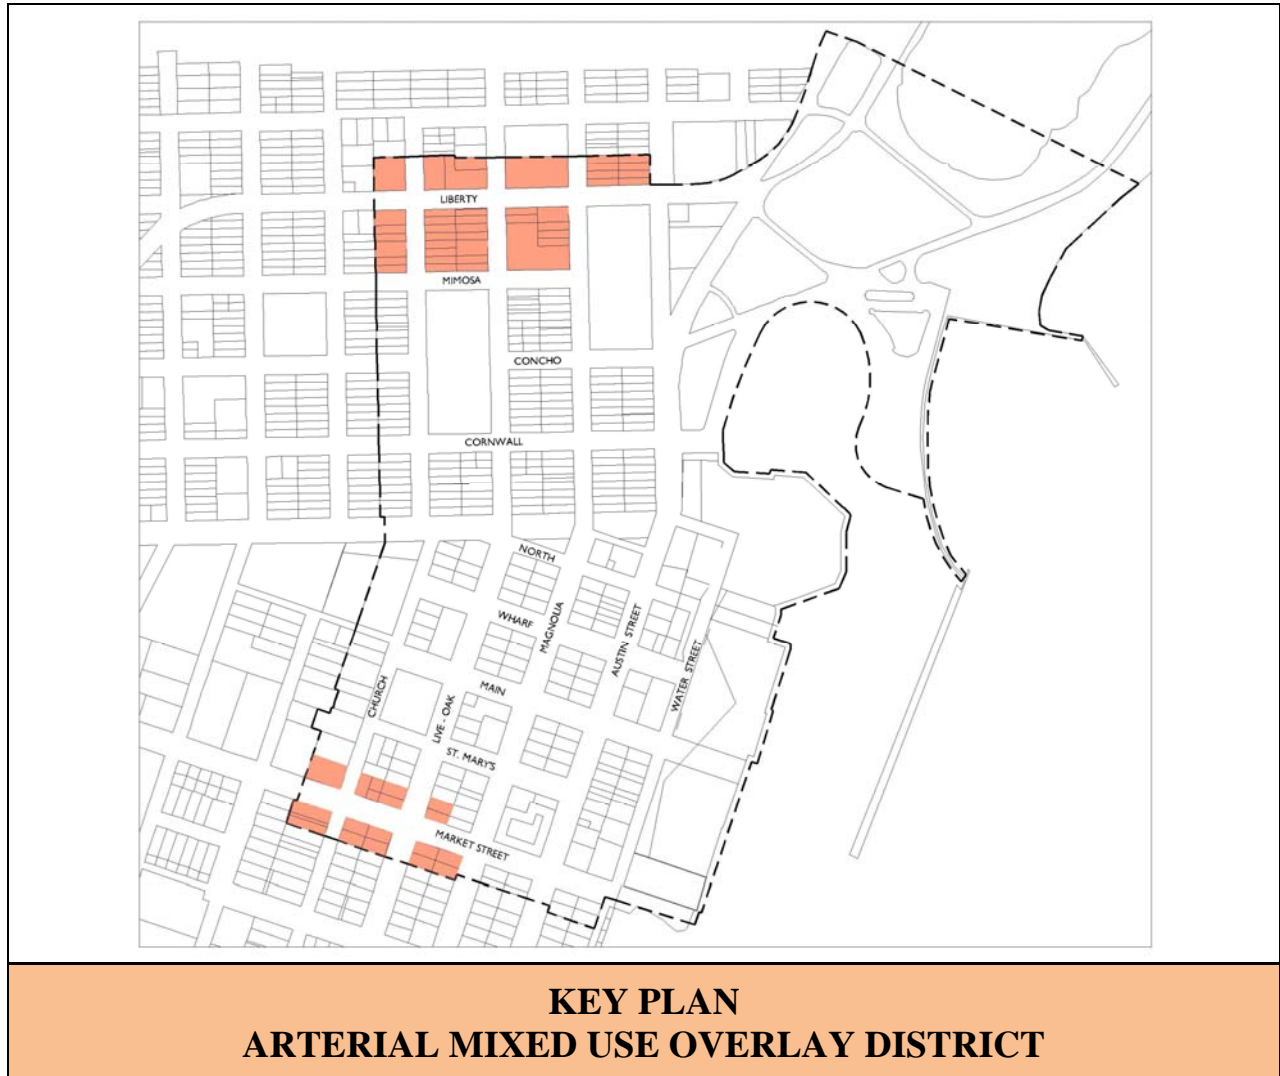 LIBERTY
MIMOSA
CONCHO
CORNWALL
NORTH
WHARF
MAGNOLIA
AUSTIN STREET
WATER STREET
CHURCH
LIVE - OAK
MAIN
ST. MARY'S
MARKET STREET
KEY PLAN
ARTERIAL MIXED USE OVERLAY DISTRICT